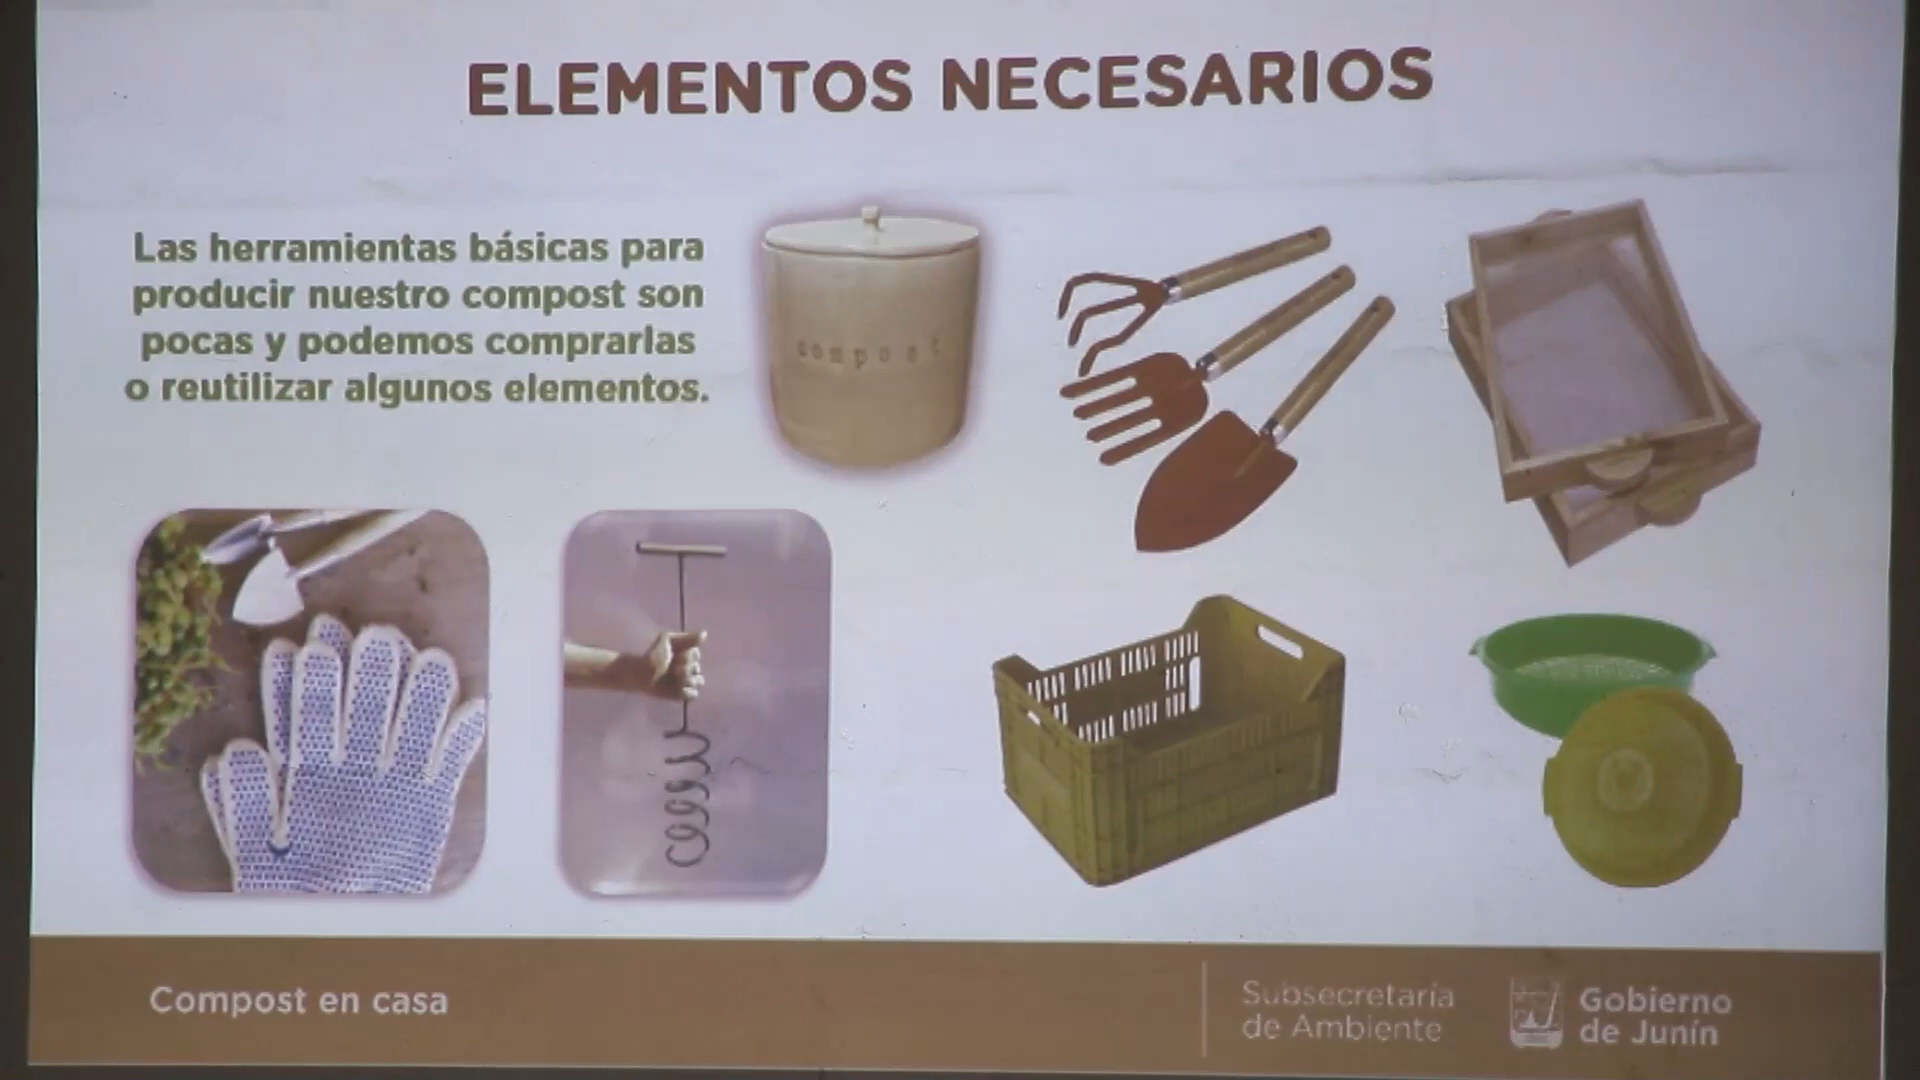 ELEMENTOS NECESARIOS
Las herramientas básicas para
producir nuestro compost son
pocas y podemos comprarlas
o reutilizar algunos elementos.
compost
Compost en casa
Subsecretaría
de Ambiente
Gobierno
de Junín